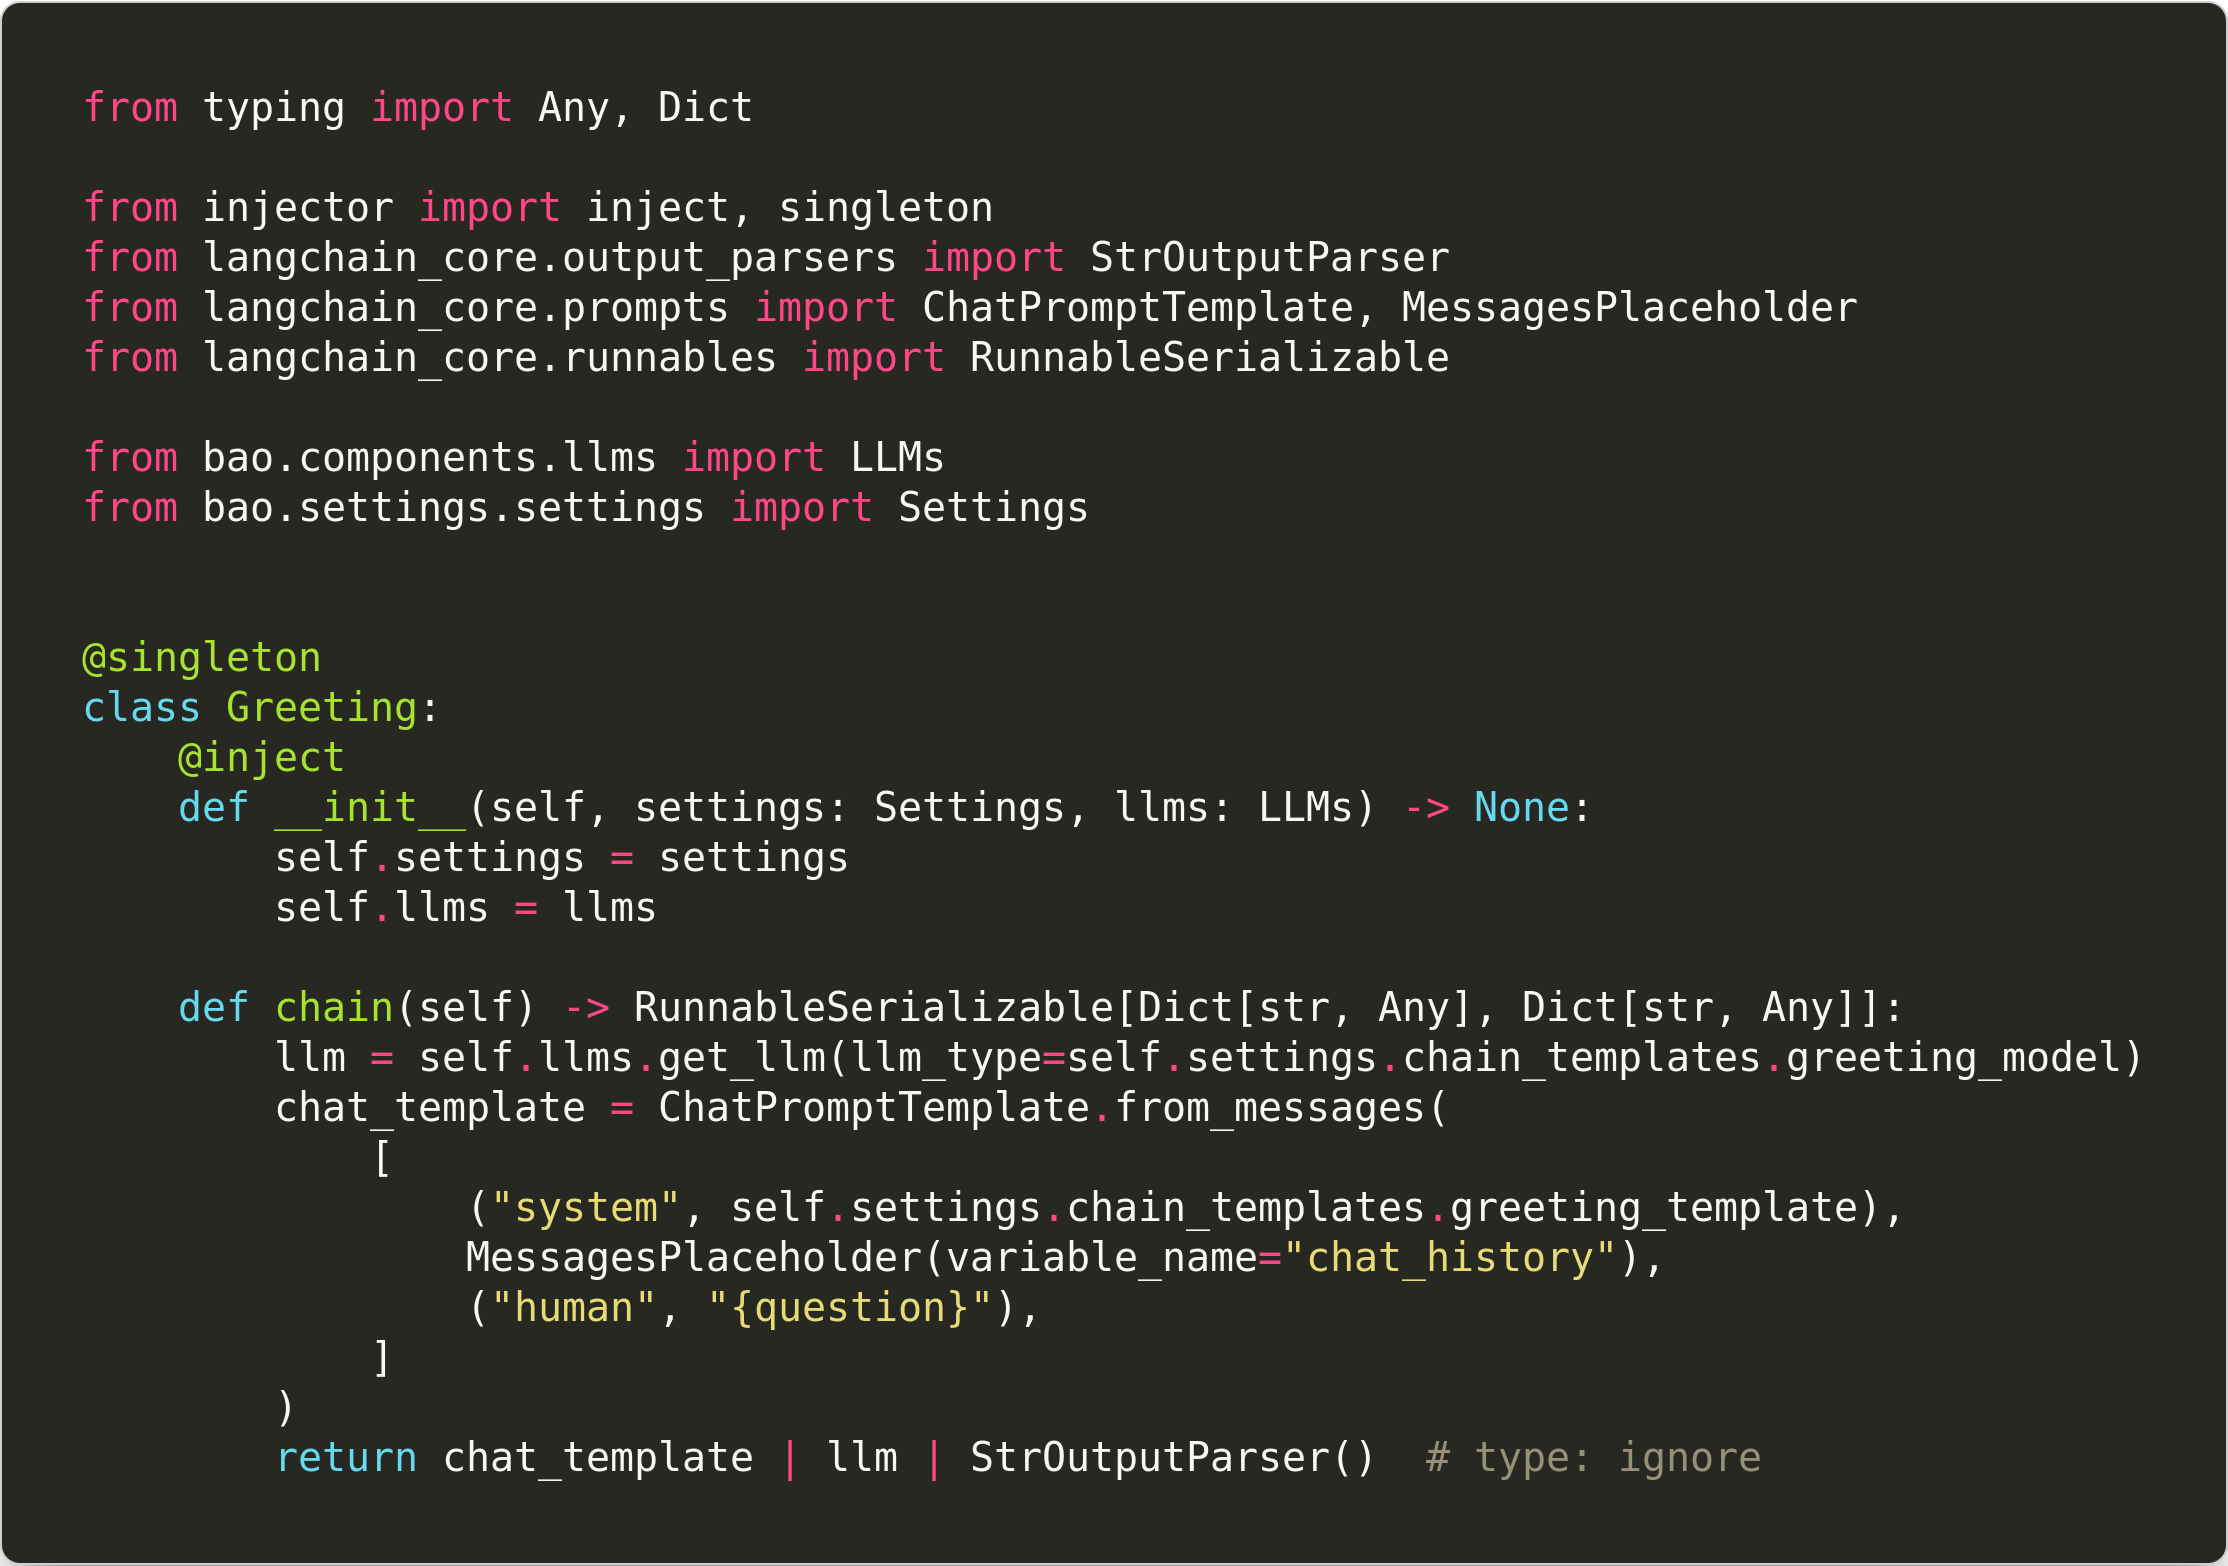 from typing import Any, Dict

from injector import inject, singleton
from langchain_core.output_parsers import StrOutputParser
from langchain_core.prompts import ChatPromptTemplate, MessagesPlaceholder
from langchain_core.runnables import RunnableSerializable

from bao.components.llms import LLMs
from bao.settings.settings import Settings


@singleton
class Greeting:
    @inject
    def __init__(self, settings: Settings, llms: LLMs) -> None:
        self.settings = settings
        self.llms = llms

    def chain(self) -> RunnableSerializable[Dict[str, Any], Dict[str, Any]]:
        llm = self.llms.get_llm(llm_type=self.settings.chain_templates.greeting_model)
        chat_template = ChatPromptTemplate.from_messages(
            [
                ("system", self.settings.chain_templates.greeting_template),
                MessagesPlaceholder(variable_name="chat_history"),
                ("human", "{question}"),
            ]
        )
        return chat_template | llm | StrOutputParser()  # type: ignore